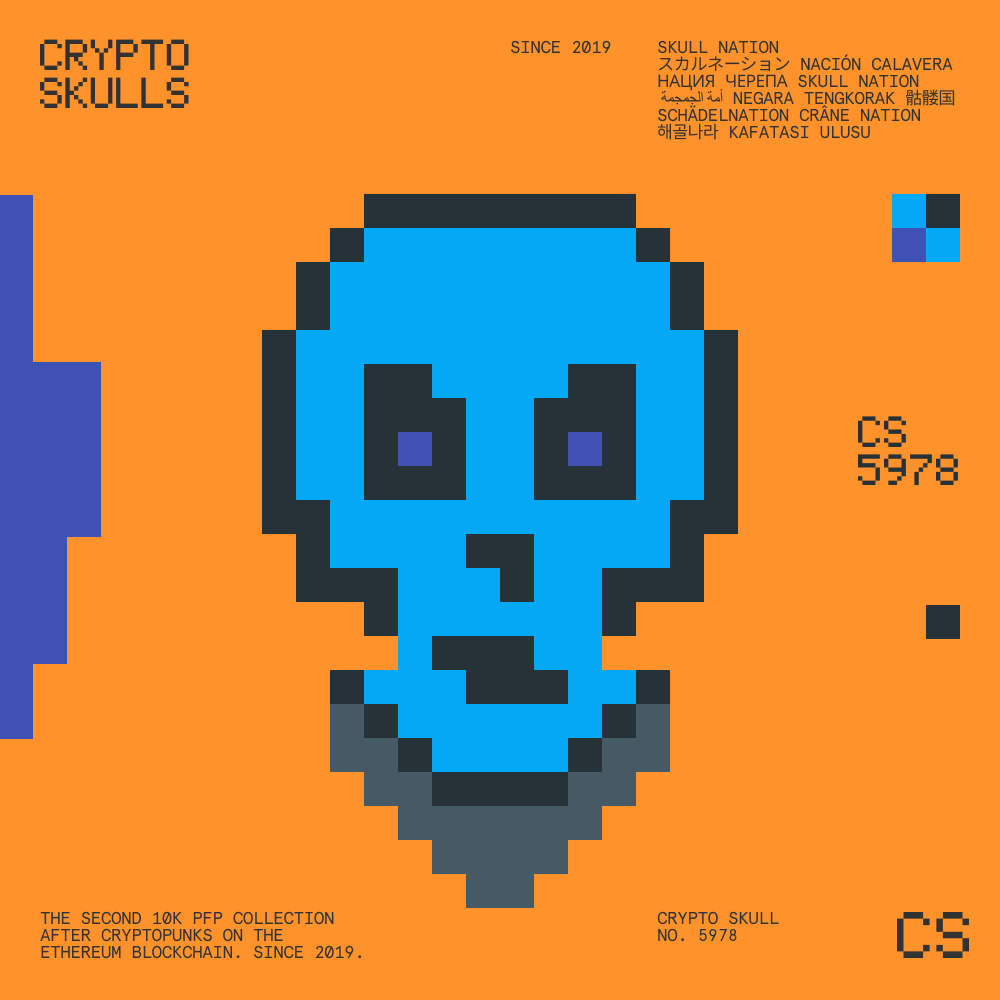 CRYPTO
SKULLS
SINCE 2019
SKULL NATION
スカルネーション NACIÓN CALAVERA
НАЦИЯ ЧЕРЕПА SKULL NATION
أمة الجمجمة NEGARA TENGKORAK 骷髅国
SCHÄDELNATION CRÂNE NATION
해골나라 KAFATASI ULUSU
CS
5978
THE SECOND 10K PFP COLLECTION
AFTER CRYPTOPUNKS ON THE
ETHEREUM BLOCKCHAIN. SINCE 2019.
CRYPTO SKULL
NO. 5978
CS